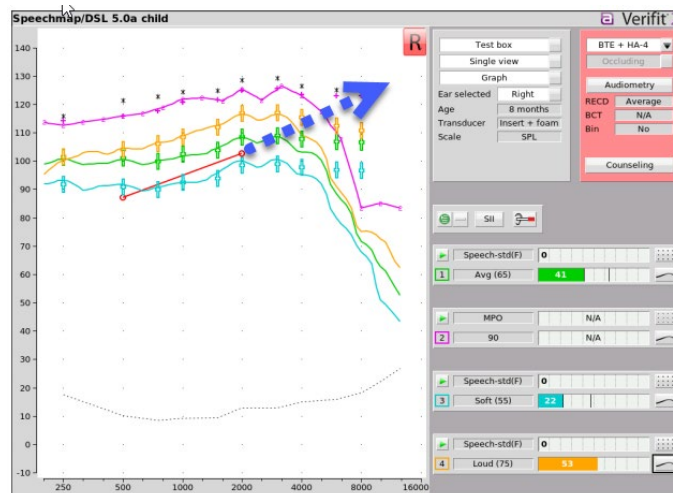 Speechmap/DSL 5.0a child
a Verifit
R
140
130
120
110
100
90
80
70
60
50
40
30
20
10
0
-10
250 500 1000 2000 4000 8000 16000
Test box
Single view
Graph
Ear selected Right
Age 8 months
Transducer Insert + foam
Scale SPL
BTE + HA-4
Occluding
Audiometry
RECD Average
BCT N/A
Bin No
Counseling
SII
Speech-std(F) 0
1 Avg (65) 41
MPO N/A
2 90 N/A
Speech-std(F) 0
3 Soft (55) 22
Speech-std(F) 0
4 Loud (75) 53